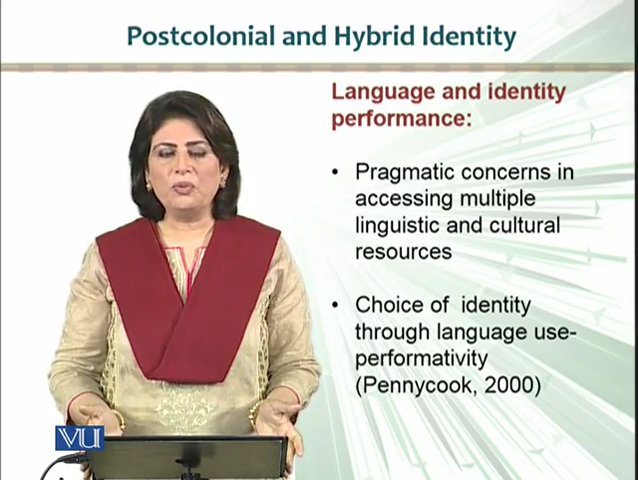 Postcolonial and Hybrid Identity
Language and identity
performance:
• Pragmatic concerns in
accessing multiple
linguistic and cultural
resources
• Choice of identity
through language use-
performativity
(Pennycook, 2000)
VU